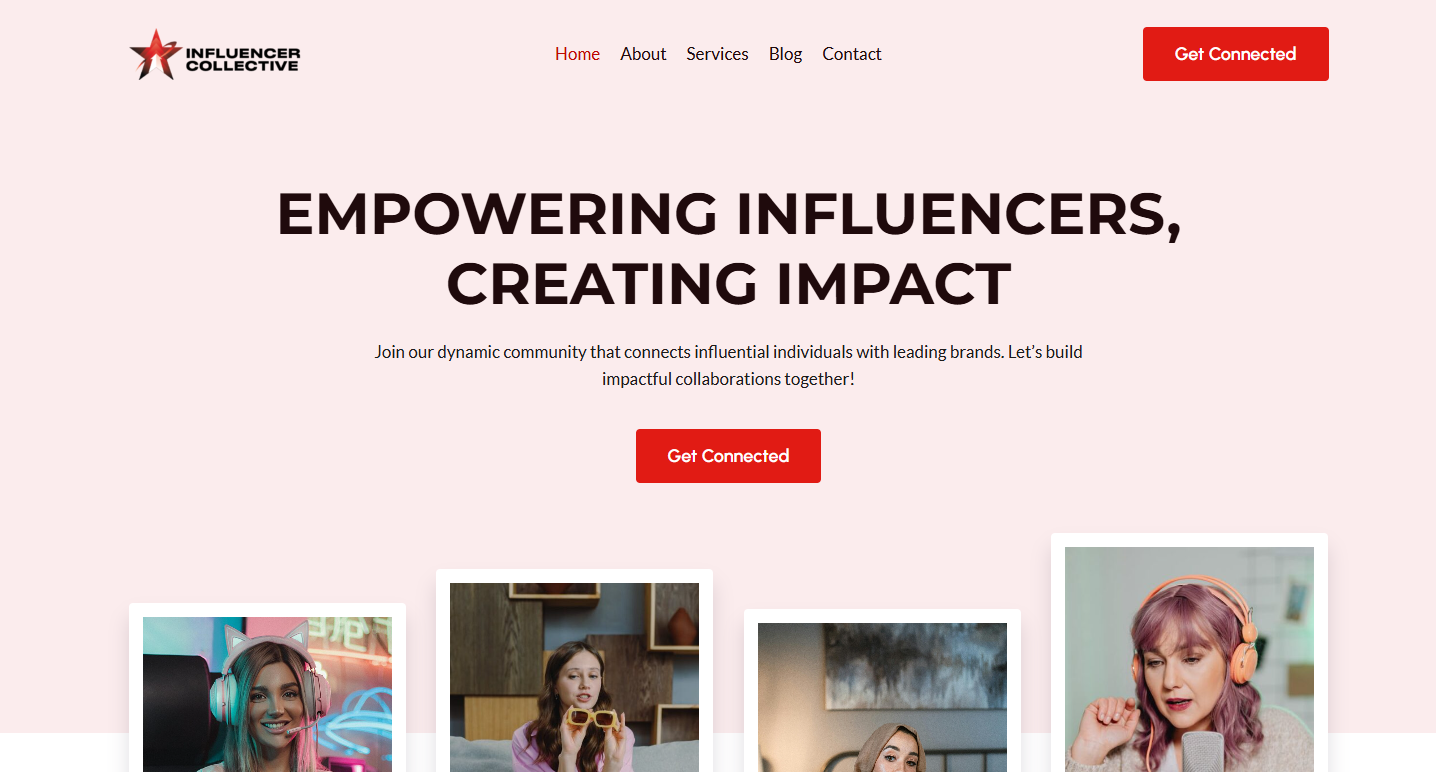 INFLUENCER
COLLECTIVE
Home About Services Blog Contact
Get Connected
EMPOWERING INFLUENCERS,
CREATING IMPACT
Join our dynamic community that connects influential individuals with leading brands. Let’s build
impactful collaborations together!
Get Connected